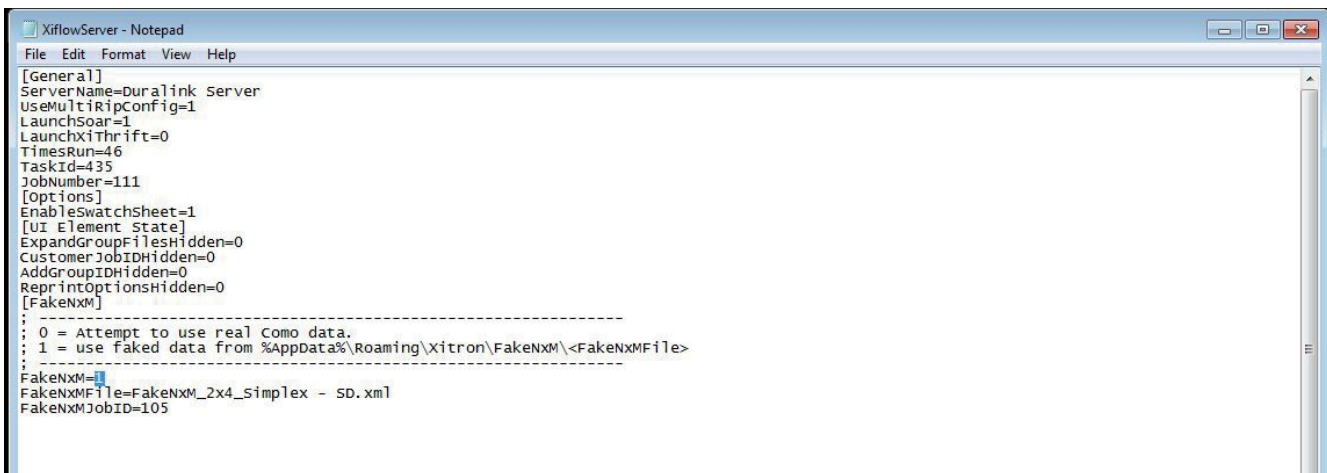 XiflowServer - Notepad
File Edit Format View Help
[General]
ServerName=Duralink Server
UseMultiRipConfig=1
LaunchSoar=1
LaunchXiThrift=0
TimesRun=46
TaskId=435
JobNumber=111
[Options]
EnableSwatchSheet=1
[UI Element State]
ExpandGroupFilesHidden=0
CustomerJobIDHidden=0
AddGroupIDHidden=0
ReprintOptionsHidden=0
[FakeNxM]
; ---------------------------------------------------------------
; 0 = Attempt to use real Como data.
; 1 = use faked data from %AppData%\Roaming\Xitron\FakeNxM\<FakeNxMFile>
; ---------------------------------------------------------------
FakeNxM=1
FakeNxMFile=FakeNxM_2x4_Simplex - SD.xml
FakeNxMJobID=105